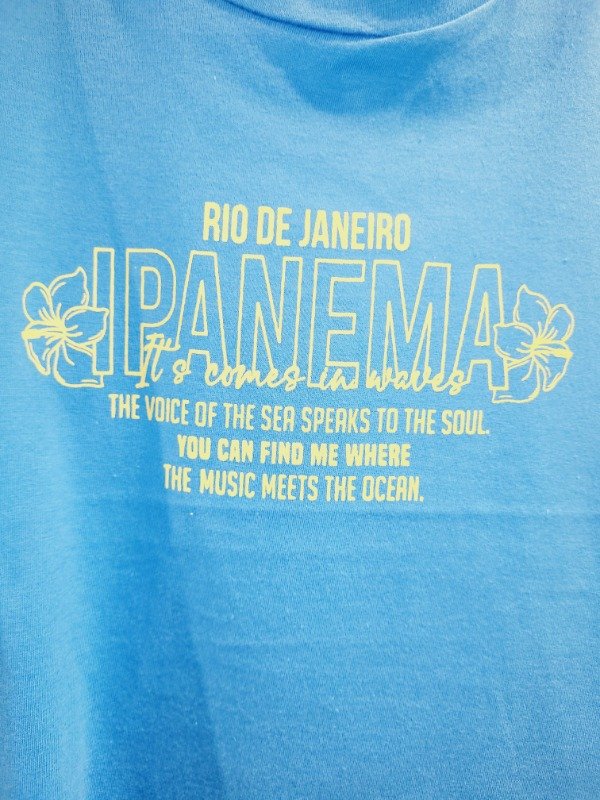 RIO DE JANEIRO
IPANEMA
It's comes in waves
THE VOICE OF THE SEA SPEAKS TO THE SOUL.
YOU CAN FIND ME WHERE
THE MUSIC MEETS THE OCEAN.